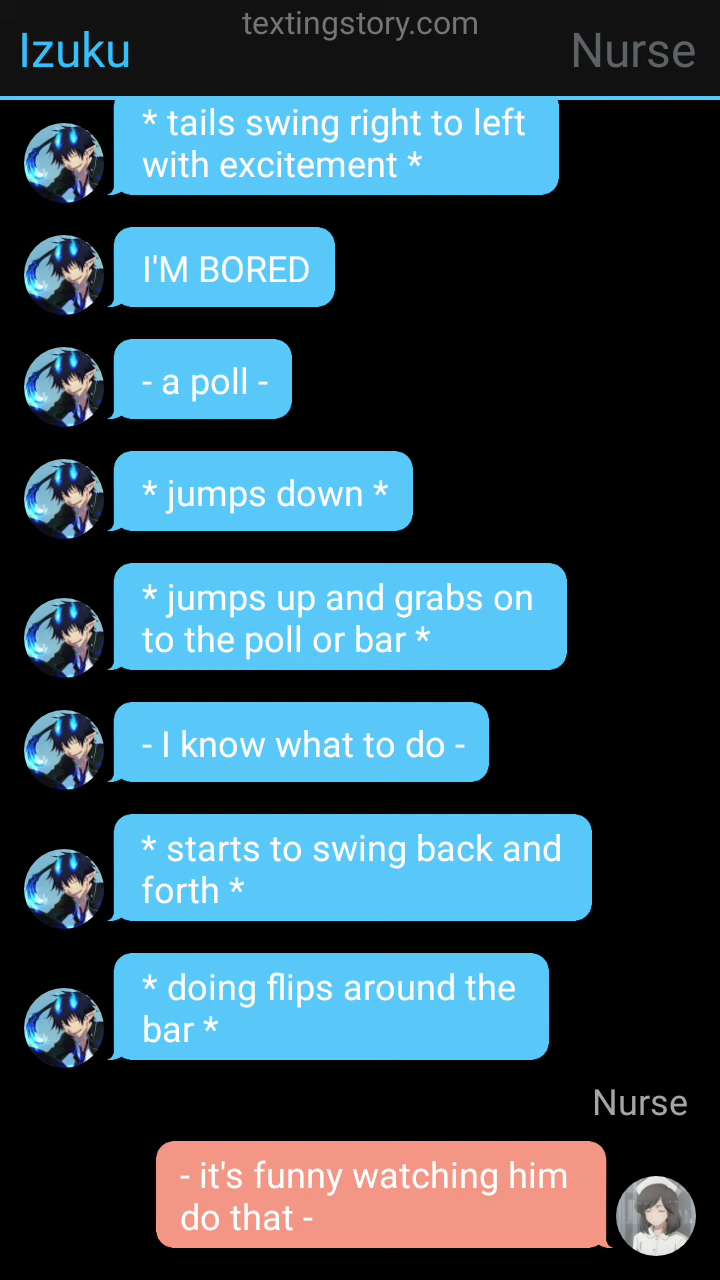 textingstory.com
Izuku
Nurse
* tails swing right to left
with excitement *
I'M BORED
- a poll -
* jumps down *
* jumps up and grabs on
to the poll or bar *
- I know what to do -
* starts to swing back and
forth *
* doing flips around the
bar *
Nurse
- it's funny watching him
do that -